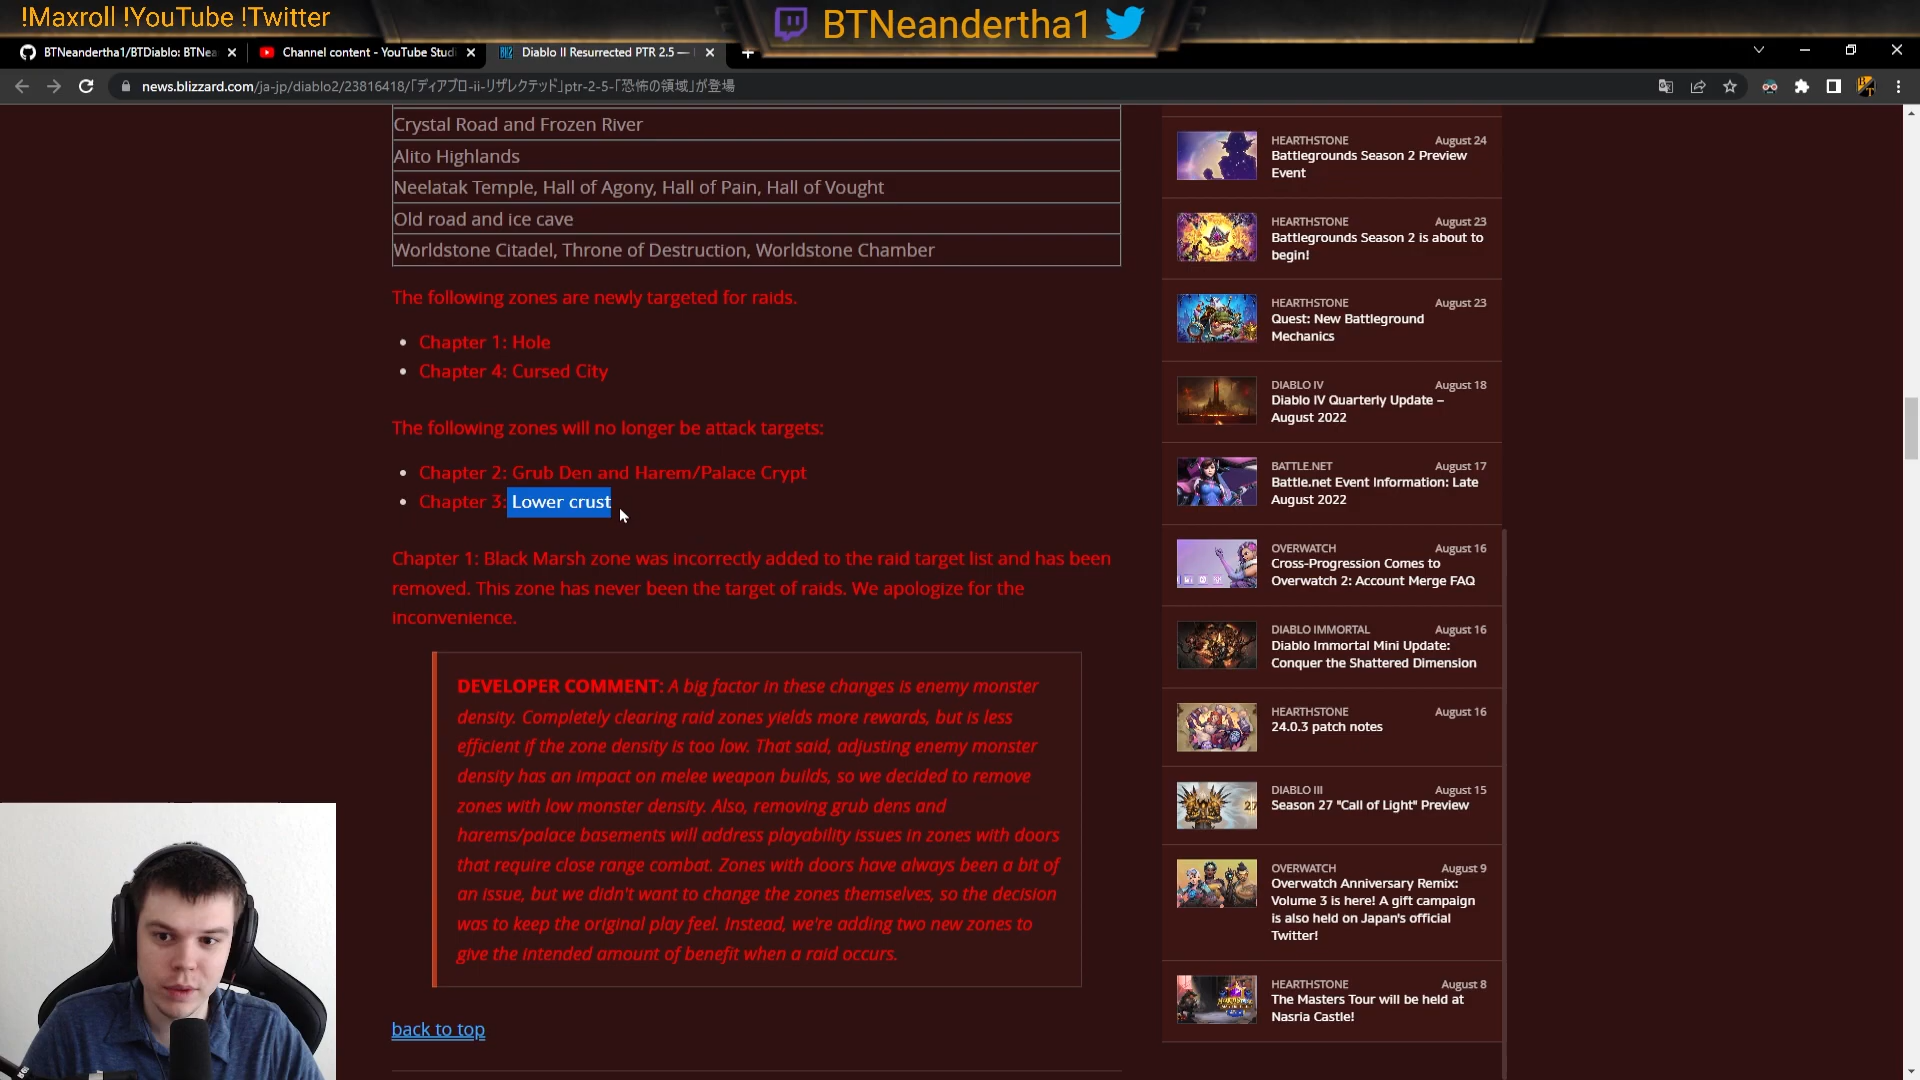 !Maxroll !YouTube !Twitter
BTNeandertha1
BTNeandertha1/BTDiablo: BTNea
Channel content - YouTube Studi
Diablo II Resurrected PTR 2.5 —
news.blizzard.com/ja-jp/diablo2/23816418/「ディアブロ-ii-リザレクテッド」ptr-2-5-「恐怖の領域」が登場
Crystal Road and Frozen River
Alito Highlands
Neelatak Temple, Hall of Agony, Hall of Pain, Hall of Vought
Old road and ice cave
Worldstone Citadel, Throne of Destruction, Worldstone Chamber
The following zones are newly targeted for raids.
• Chapter 1: Hole
• Chapter 4: Cursed City
The following zones will no longer be attack targets:
• Chapter 2: Grub Den and Harem/Palace Crypt
• Chapter 3: Lower crust
Chapter 1: Black Marsh zone was incorrectly added to the raid target list and has been
removed. This zone has never been the target of raids. We apologize for the
inconvenience.
DEVELOPER COMMENT: A big factor in these changes is enemy monster
density. Completely clearing raid zones yields more rewards, but is less
efficient if the zone density is too low. That said, adjusting enemy monster
density has an impact on melee weapon builds, so we decided to remove
zones with low monster density. Also, removing grub dens and
harems/palace basements will address playability issues in zones with doors
that require close range combat. Zones with doors have always been a bit of
an issue, but we didn't want to change the zones themselves, so the decision
was to keep the original play feel. Instead, we're adding two new zones to
give the intended amount of benefit when a raid occurs.
back to top
HEARTHSTONE August 24
Battlegrounds Season 2 Preview
Event
HEARTHSTONE August 23
Battlegrounds Season 2 is about to
begin!
HEARTHSTONE August 23
Quest: New Battleground
Mechanics
DIABLO IV August 18
Diablo IV Quarterly Update –
August 2022
BATTLE.NET August 17
Battle.net Event Information: Late
August 2022
OVERWATCH August 16
Cross-Progression Comes to
Overwatch 2: Account Merge FAQ
DIABLO IMMORTAL August 16
Diablo Immortal Mini Update:
Conquer the Shattered Dimension
HEARTHSTONE August 16
24.0.3 patch notes
DIABLO III August 15
Season 27 "Call of Light" Preview
OVERWATCH August 9
Overwatch Anniversary Remix:
Volume 3 is here! A gift campaign
is also held on Japan's official
Twitter!
HEARTHSTONE August 8
The Masters Tour will be held at
Nasria Castle!